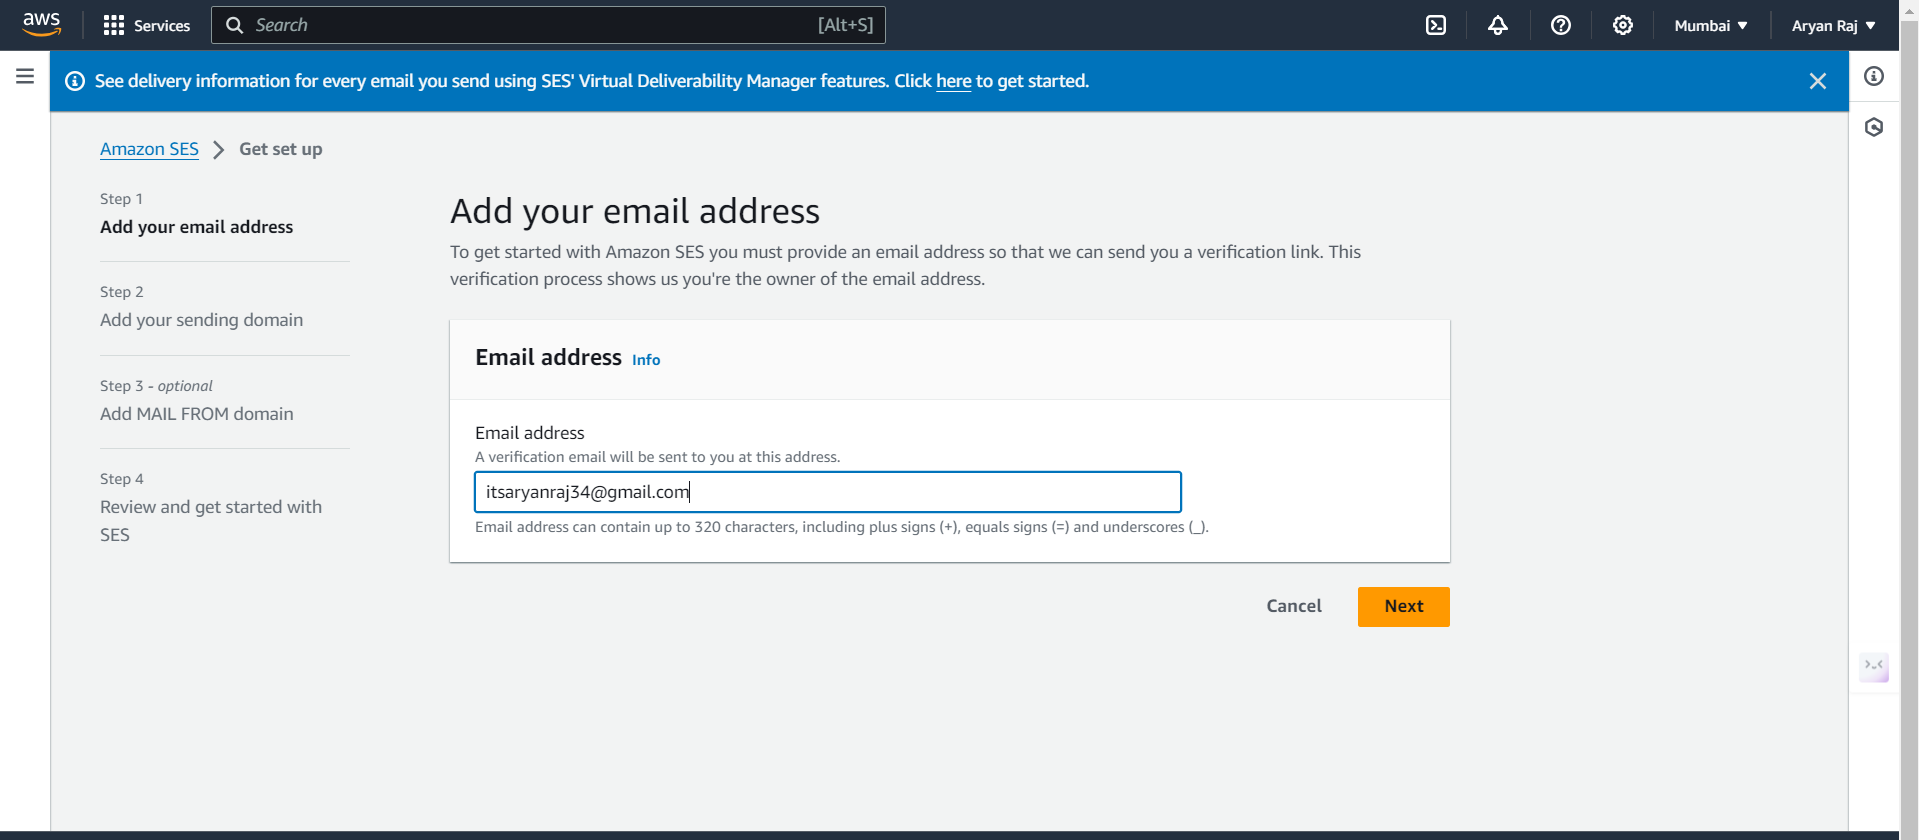 aws
Services
Search [Alt+S]
Mumbai
Aryan Raj
See delivery information for every email you send using SES' Virtual Deliverability Manager features. Click here to get started.
Amazon SES
Get set up
Step 1
Add your email address
Step 2
Add your sending domain
Step 3 - optional
Add MAIL FROM domain
Step 4
Review and get started with
SES
Add your email address
To get started with Amazon SES you must provide an email address so that we can send you a verification link. This
verification process shows us you're the owner of the email address.
Email address Info
Email address
A verification email will be sent to you at this address.
itsaryanraj34@gmail.com
Email address can contain up to 320 characters, including plus signs (+), equals signs (=) and underscores (_).
Cancel
Next